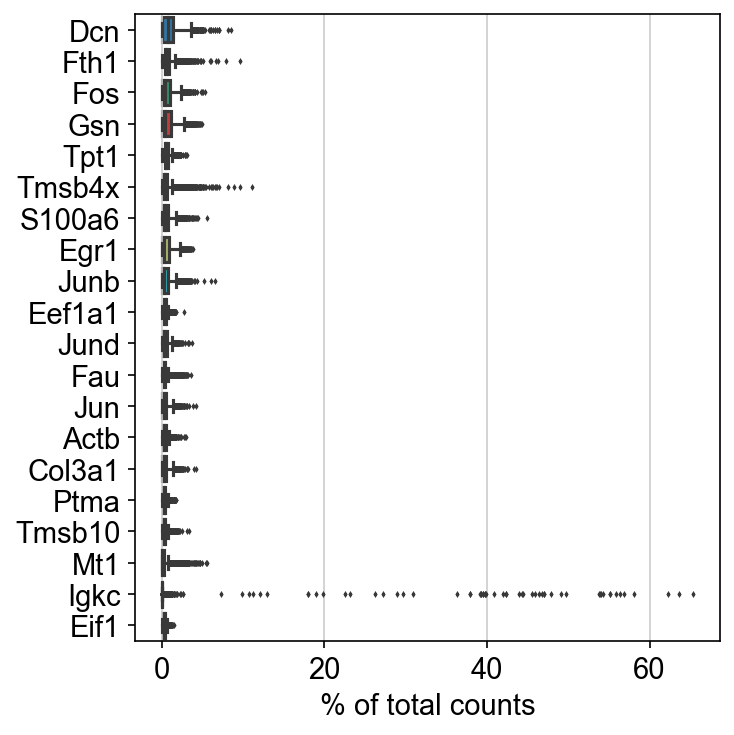 Dcn
Fth1
Fos
Gsn
Tpt1
Tmsb4x
S100a6
Egr1
Junb
Eef1a1
Jund
Fau
Jun
Actb
Col3a1
Ptma
Tmsb10
Mt1
Igkc
Eif1
0 20 40 60
% of total counts